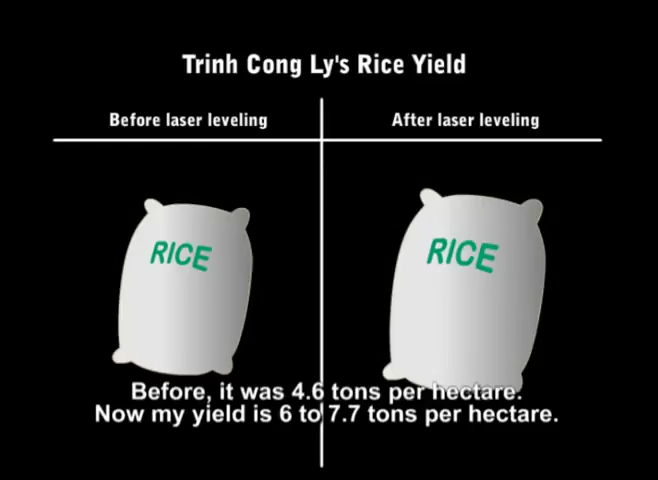 Trinh Cong Ly's Rice Yield
Before laser leveling
After laser leveling
RICE
RICE
Before, it was 4.6 tons per hectare.
Now my yield is 6 to 7.7 tons per hectare.